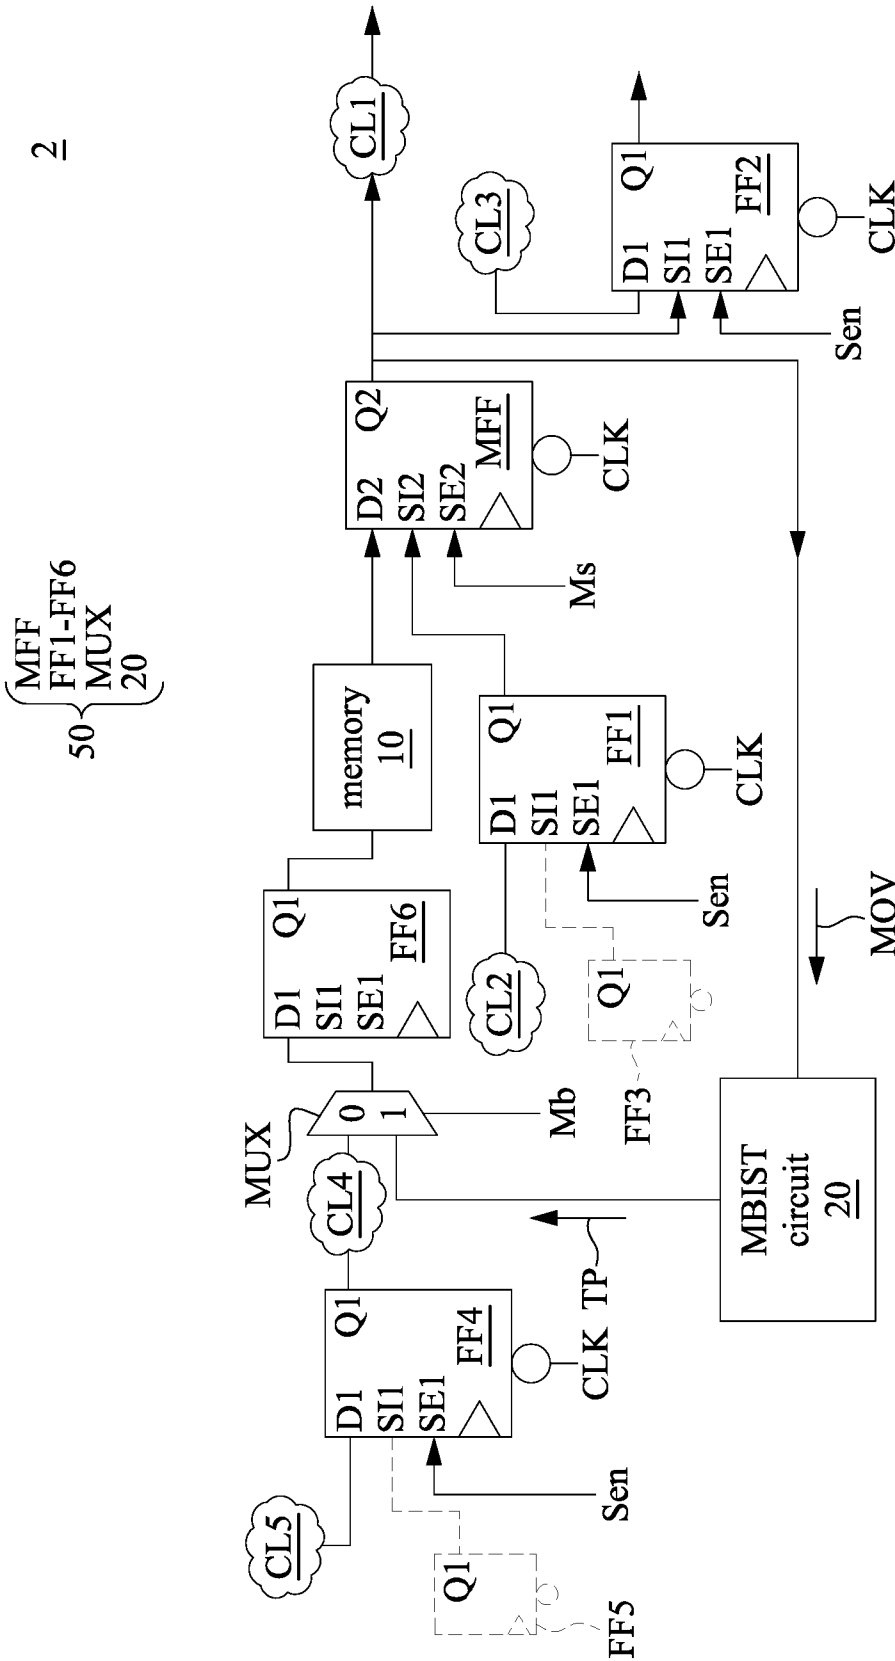 2
50
MFF
FF1-FF6
MUX
20
CL5
D1
SI1
SE1
Q1
FF4
Sen
CLK
Q1
FF5
CL4
MUX
0
1
Mb
TP
D1
SI1
SE1
Q1
FF6
memory
10
CL2
D1
SI1
SE1
Q1
FF1
Sen
CLK
Q1
FF3
D2
SI2
SE2
Q2
MFF
Ms
CLK
CL1
CL3
D1
SI1
SE1
Q1
FF2
Sen
CLK
MBIST
circuit
20
MOV